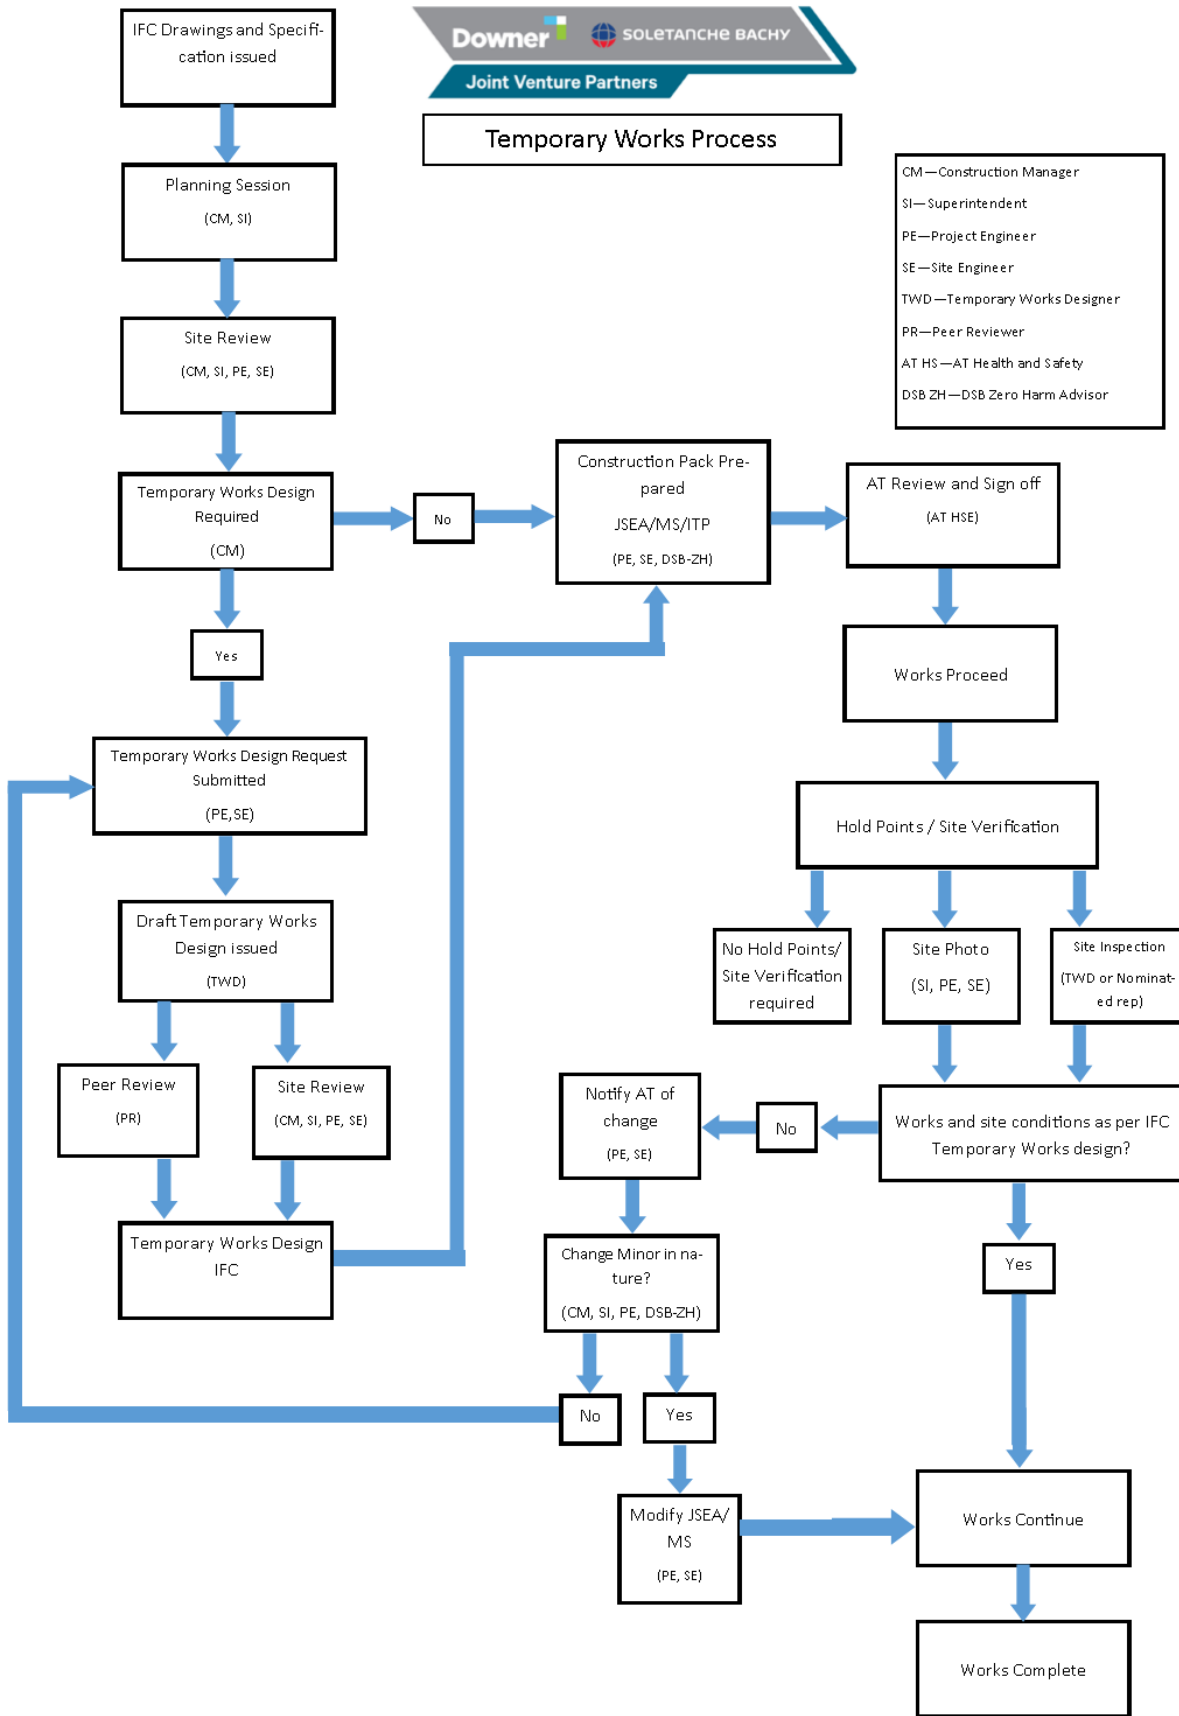 IFC Drawings and Specifi-
cation issued
Downer
SOLETANCHE BACHY
Joint Venture Partners
Temporary Works Process
Planning Session
(CM, SI)
CM—Construction Manager
SI—Superintendent
PE—Project Engineer
SE—Site Engineer
TWD—Temporary Works Designer
PR—Peer Reviewer
AT HS—AT Health and Safety
DSB ZH—DSB Zero Harm Advisor
Site Review
(CM, SI, PE, SE)
Temporary Works Design
Required
(CM)
No
Construction Pack Pre-
pared
JSEA/MS/ITP
(PE, SE, DSB-ZH)
AT Review and Sign off
(AT HSE)
Yes
Works Proceed
Temporary Works Design Request
Submitted
(PE,SE)
Hold Points / Site Verification
Draft Temporary Works
Design issued
(TWD)
No Hold Points/
Site Verification
required
Site Photo
(SI, PE, SE)
Site Inspection
(TWD or Nominat-
ed rep)
Peer Review
(PR)
Site Review
(CM, SI, PE, SE)
Notify AT of
change
(PE, SE)
No
Works and site conditions as per IFC
Temporary Works design?
Temporary Works Design
IFC
Change Minor in na-
ture?
(CM, SI, PE, DSB-ZH)
Yes
No
Yes
Modify JSEA/
MS
(PE, SE)
Works Continue
Works Complete